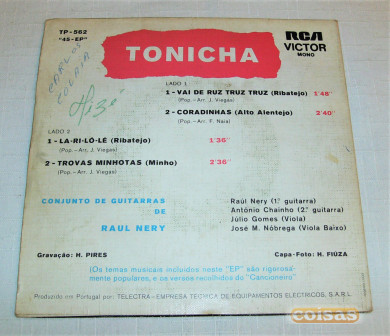 TP-562
"45-EP"
TONICHA
RCA
VICTOR
MONO
CARLOS
LADO 1
1 - VAI DE RUZ TRUZ TRUZ (Ribatejo) 1'48"
(Pop. - Arr. J. Viegas)
2 - CORADINHAS (Alto Alentejo) 2'40"
(Pop. - Arr. F. Naia)
LADO 2
1 - LA-RI-LÓ-LÉ (Ribatejo) 1'36"
(Pop. - Arr. J. Viegas)
2 - TROVAS MINHOTAS (Minho) 2'36"
(Pop. - Arr. J. Viegas)
CONJUNTO DE GUITARRAS
DE
RAUL NERY
Raúl Nery (1.ª guitarra)
António Chainho (2.ª guitarra)
Júlio Gomes (Viola)
José M. Nóbrega (Viola Baixo)
Gravação: H. PIRES
Capa-Foto: H. FIÚZA
(Os temas musicais incluídos neste "EP" são rigorosa-
mente populares, e os versos recolhidos do "Cancioneiro"
Produzido em Portugal por: TELECTRA-EMPRESA TÉCNICA DE EQUIPAMENTOS ELÉCTRICOS, S.A.R.L.
coisas